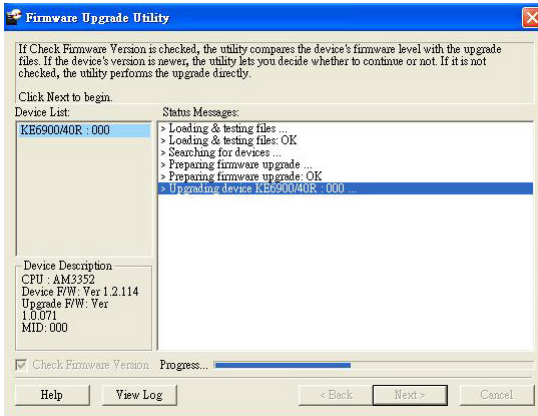 Firmware Upgrade Utility
If Check Firmware Version is checked, the utility compares the device's firmware level with the upgrade
files. If the device's version is newer, the utility lets you decide whether to continue or not. If it is not
checked, the utility performs the upgrade directly.
Click Next to begin.
Device List:
KE6900/40R : 000
Status Messages:
> Loading & testing files ...
> Loading & testing files: OK
> Searching for devices ...
> Preparing firmware upgrade ...
> Preparing firmware upgrade: OK
> Upgrading device KE6900/40R : 000 ...
Device Description
CPU : AM3352
Device F/W: Ver 1.2.114
Upgrade F/W: Ver
1.0.071
MID: 000
Check Firmware Version
Progress...
Help
View Log
< Back
Next >
Cancel